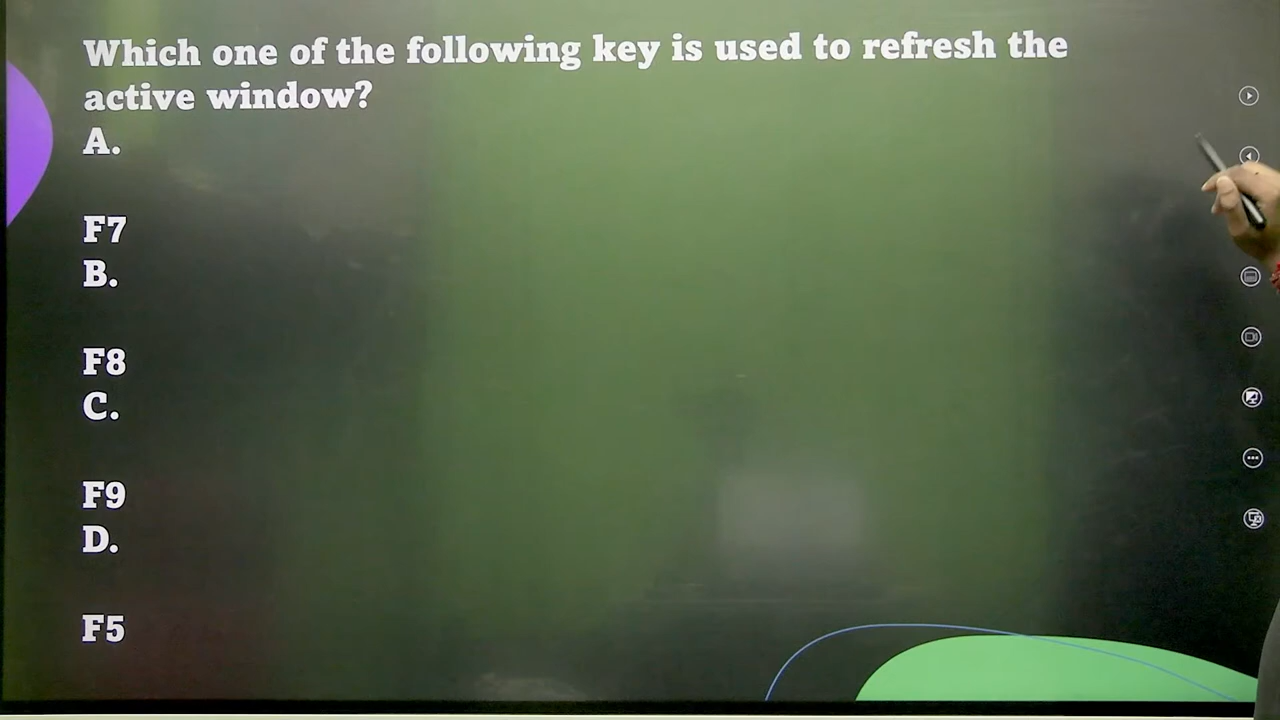 Which one of the following key is used to refresh the
active window?
A.
F7
B.
F8
C.
F9
D.
F5